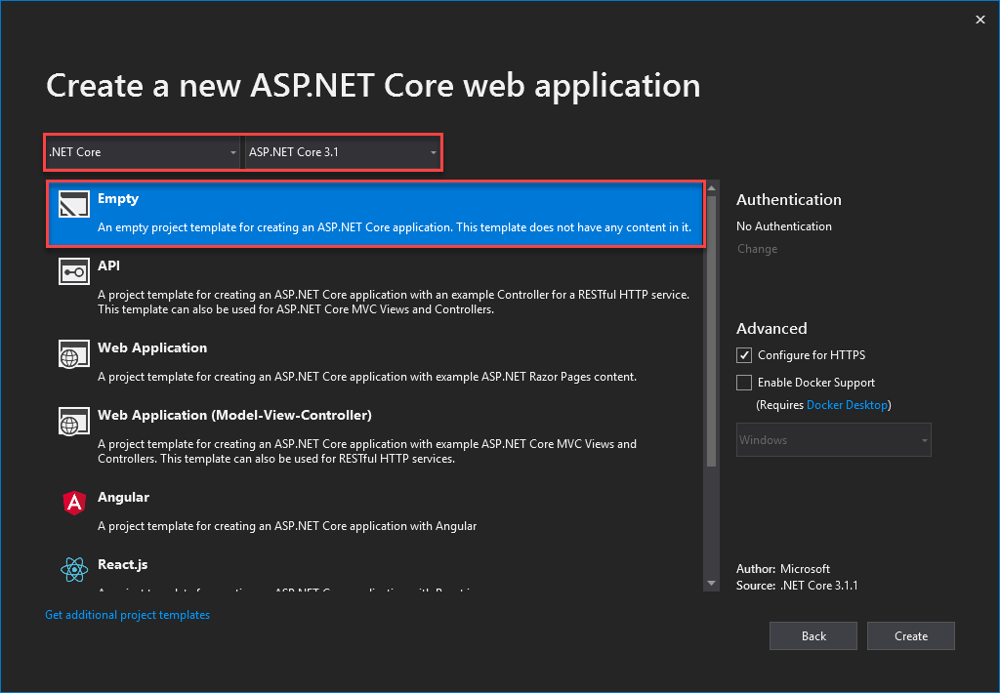 Create a new ASP.NET Core web application
.NET Core
ASP.NET Core 3.1
Empty
An empty project template for creating an ASP.NET Core application. This template does not have any content in it.
API
A project template for creating an ASP.NET Core application with an example Controller for a RESTful HTTP service.
This template can also be used for ASP.NET Core MVC Views and Controllers.
Web Application
A project template for creating an ASP.NET Core application with example ASP.NET Razor Pages content.
Web Application (Model-View-Controller)
A project template for creating an ASP.NET Core application with example ASP.NET Core MVC Views and
Controllers. This template can also be used for RESTful HTTP services.
Angular
A project template for creating an ASP.NET Core application with Angular
React.js
Get additional project templates
Authentication
No Authentication
Change
Advanced
Configure for HTTPS
Enable Docker Support
(Requires Docker Desktop)
Windows
Author: Microsoft
Source: .NET Core 3.1.1
Back
Create